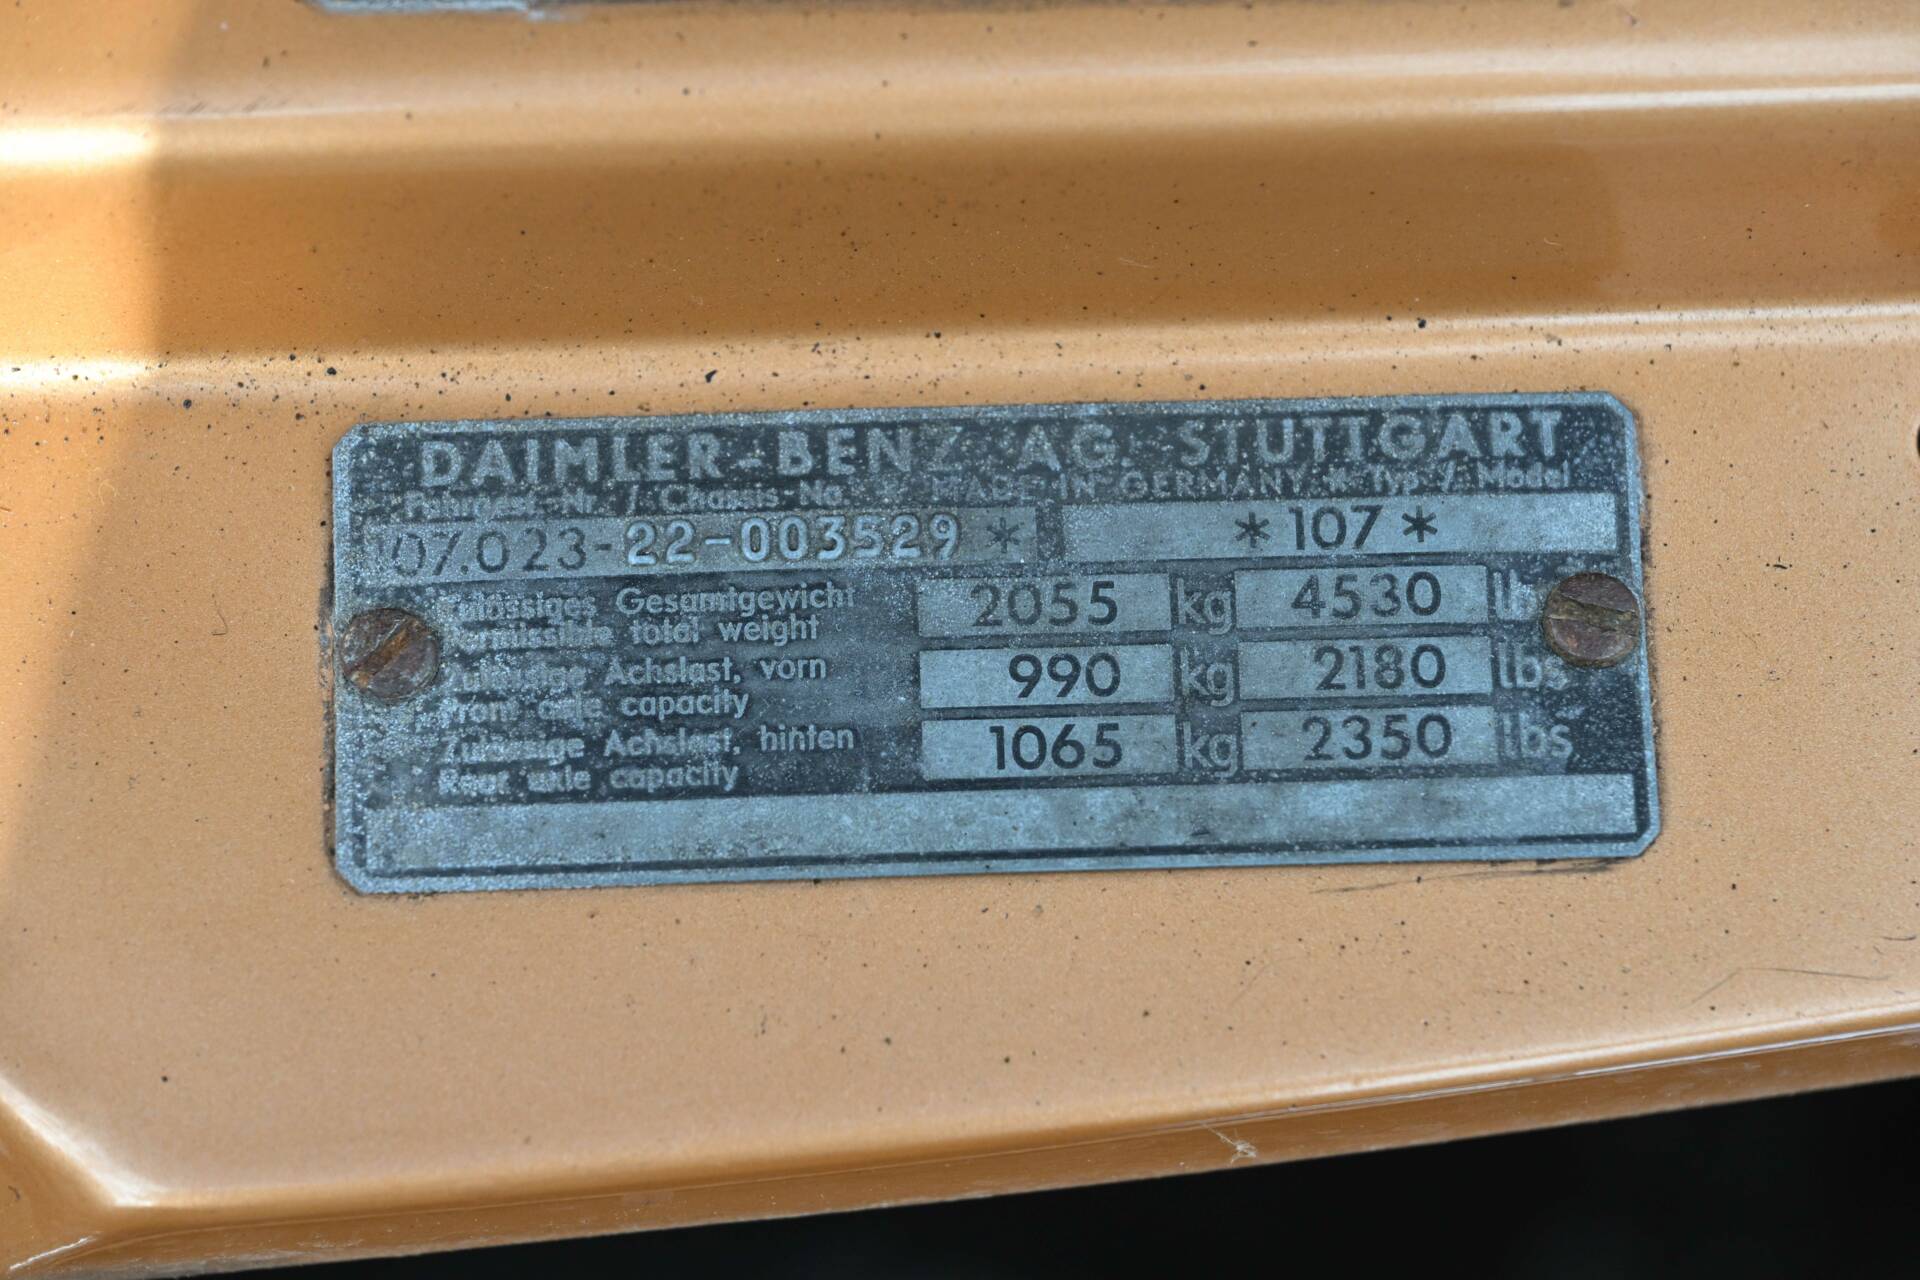 DAIMLER-BENZ AG. STUTTGART
Fahrgest.-Nr. / Chassis-No. * MADE IN GERMANY * Typ / Model
107.023-22-003529 * *107*
Zulässiges Gesamtgewicht
Permissible total weight 2055 kg 4530 lb
Zulässige Achslast, vorn
Front axle capacity 990 kg 2180 lbs
Zulässige Achslast, hinten
Rear axle capacity 1065 kg 2350 lbs